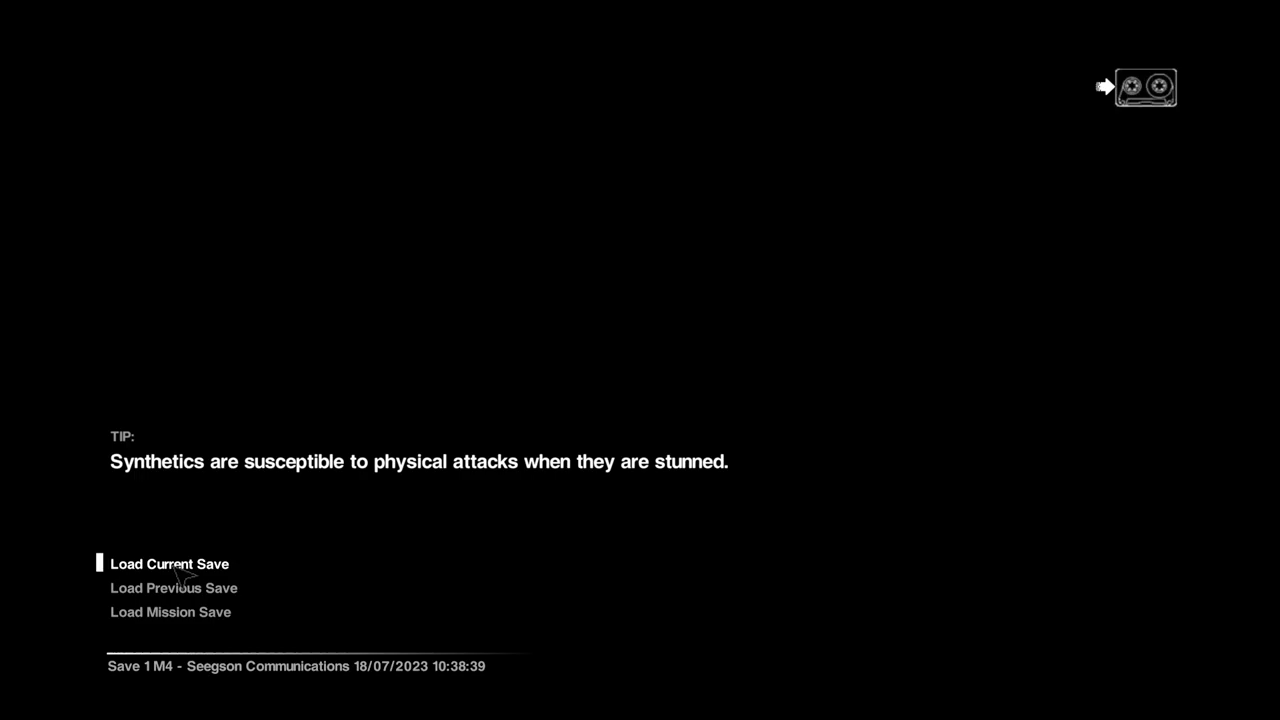 TIP:
Synthetics are susceptible to physical attacks when they are stunned.
Load Current Save
Load Previous Save
Load Mission Save
Save 1 M4 - Seegson Communications 18/07/2023 10:38:39